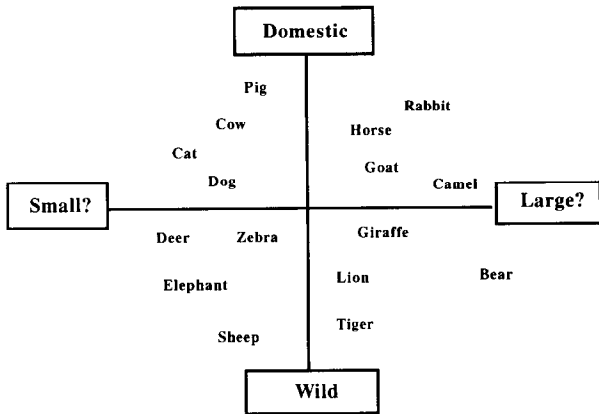 Domestic
Pig
Rabbit
Cow
Horse
Cat
Goat
Dog
Camel
Small?
Large?
Deer
Zebra
Giraffe
Elephant
Lion
Bear
Sheep
Tiger
Wild